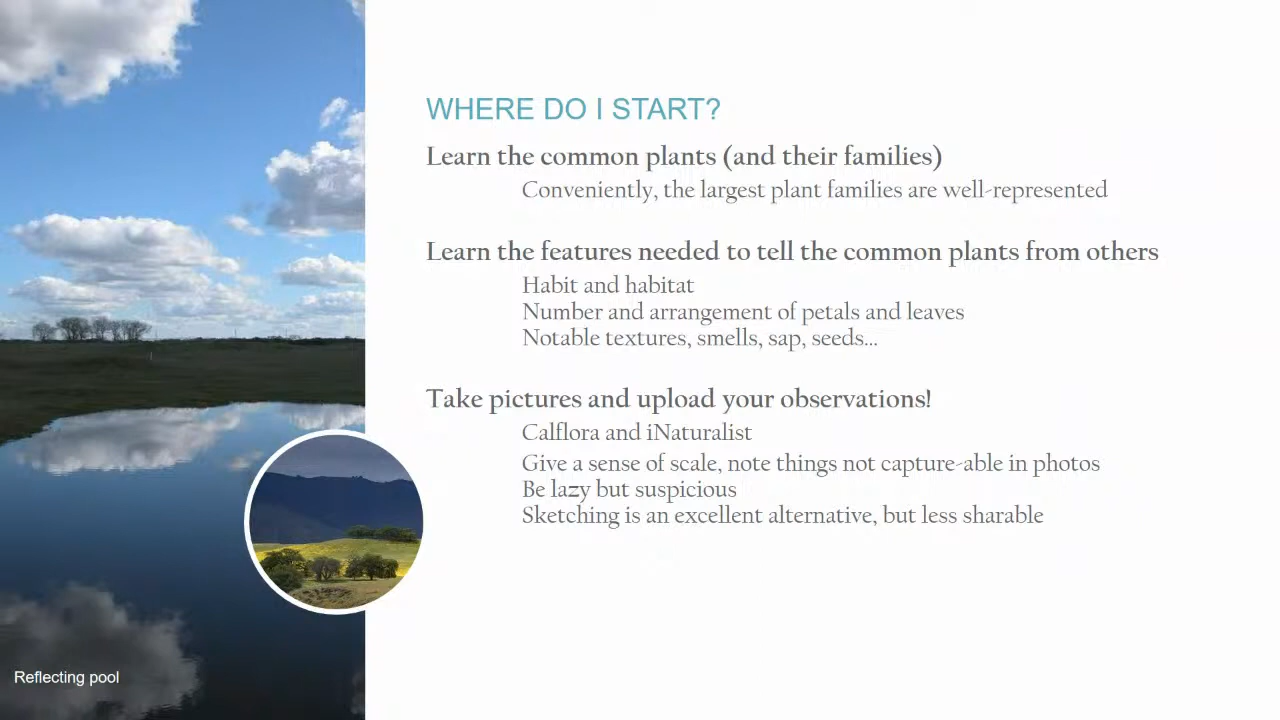 WHERE DO I START?
Learn the common plants (and their families)
Conveniently, the largest plant families are well-represented
Learn the features needed to tell the common plants from others
Habit and habitat
Number and arrangement of petals and leaves
Notable textures, smells, sap, seeds...
Take pictures and upload your observations!
Calflora and iNaturalist
Give a sense of scale, note things not capture-able in photos
Be lazy but suspicious
Sketching is an excellent alternative, but less sharable
Reflecting pool